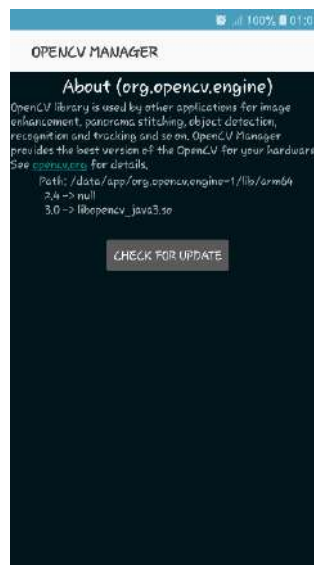 100% 01:0
OPENCV MANAGER
About (org.opencv.engine)
OpenCV library is used by other applications for image
enhancement, panorama stitching, object detection,
recognition and tracking and so on. OpenCV Manager
provides the best version of the OpenCV for your hardware
See opencv.org for details.
Path: /data/app/org.opencv.engine-1/lib/arm64
2.4 -> null
3.0 -> libopencv_java3.so
CHECK FOR UPDATE